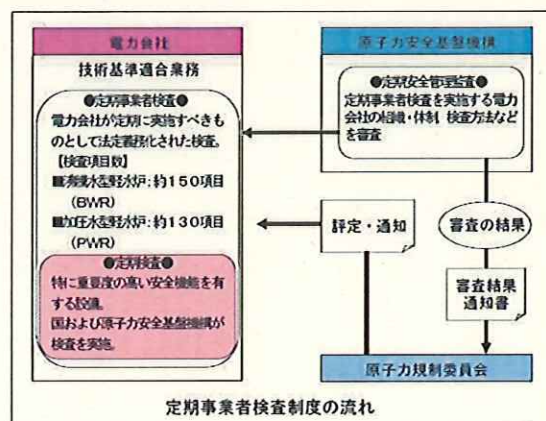 電力会社
技術基準適合業務
●定期事業者検査●
電力会社が定期に実施すべきも
のとして法定義務化された検査。
【検査項目数】
■沸騰水型軽水炉:約150項目
(BWR)
■加圧水型軽水炉:約130項目
(PWR)
●定期検査●
特に重要度の高い安全機能を有
する設備。
国および原子力安全基盤機構が
検査を実施。
原子力安全基盤機構
●定期安全管理審査●
定期事業者検査を実施する電力
会社の組織・体制、検査方法など
を審査
評定・通知
審査の結果
審査結果
通知書
原子力規制委員会
定期事業者検査制度の流れ